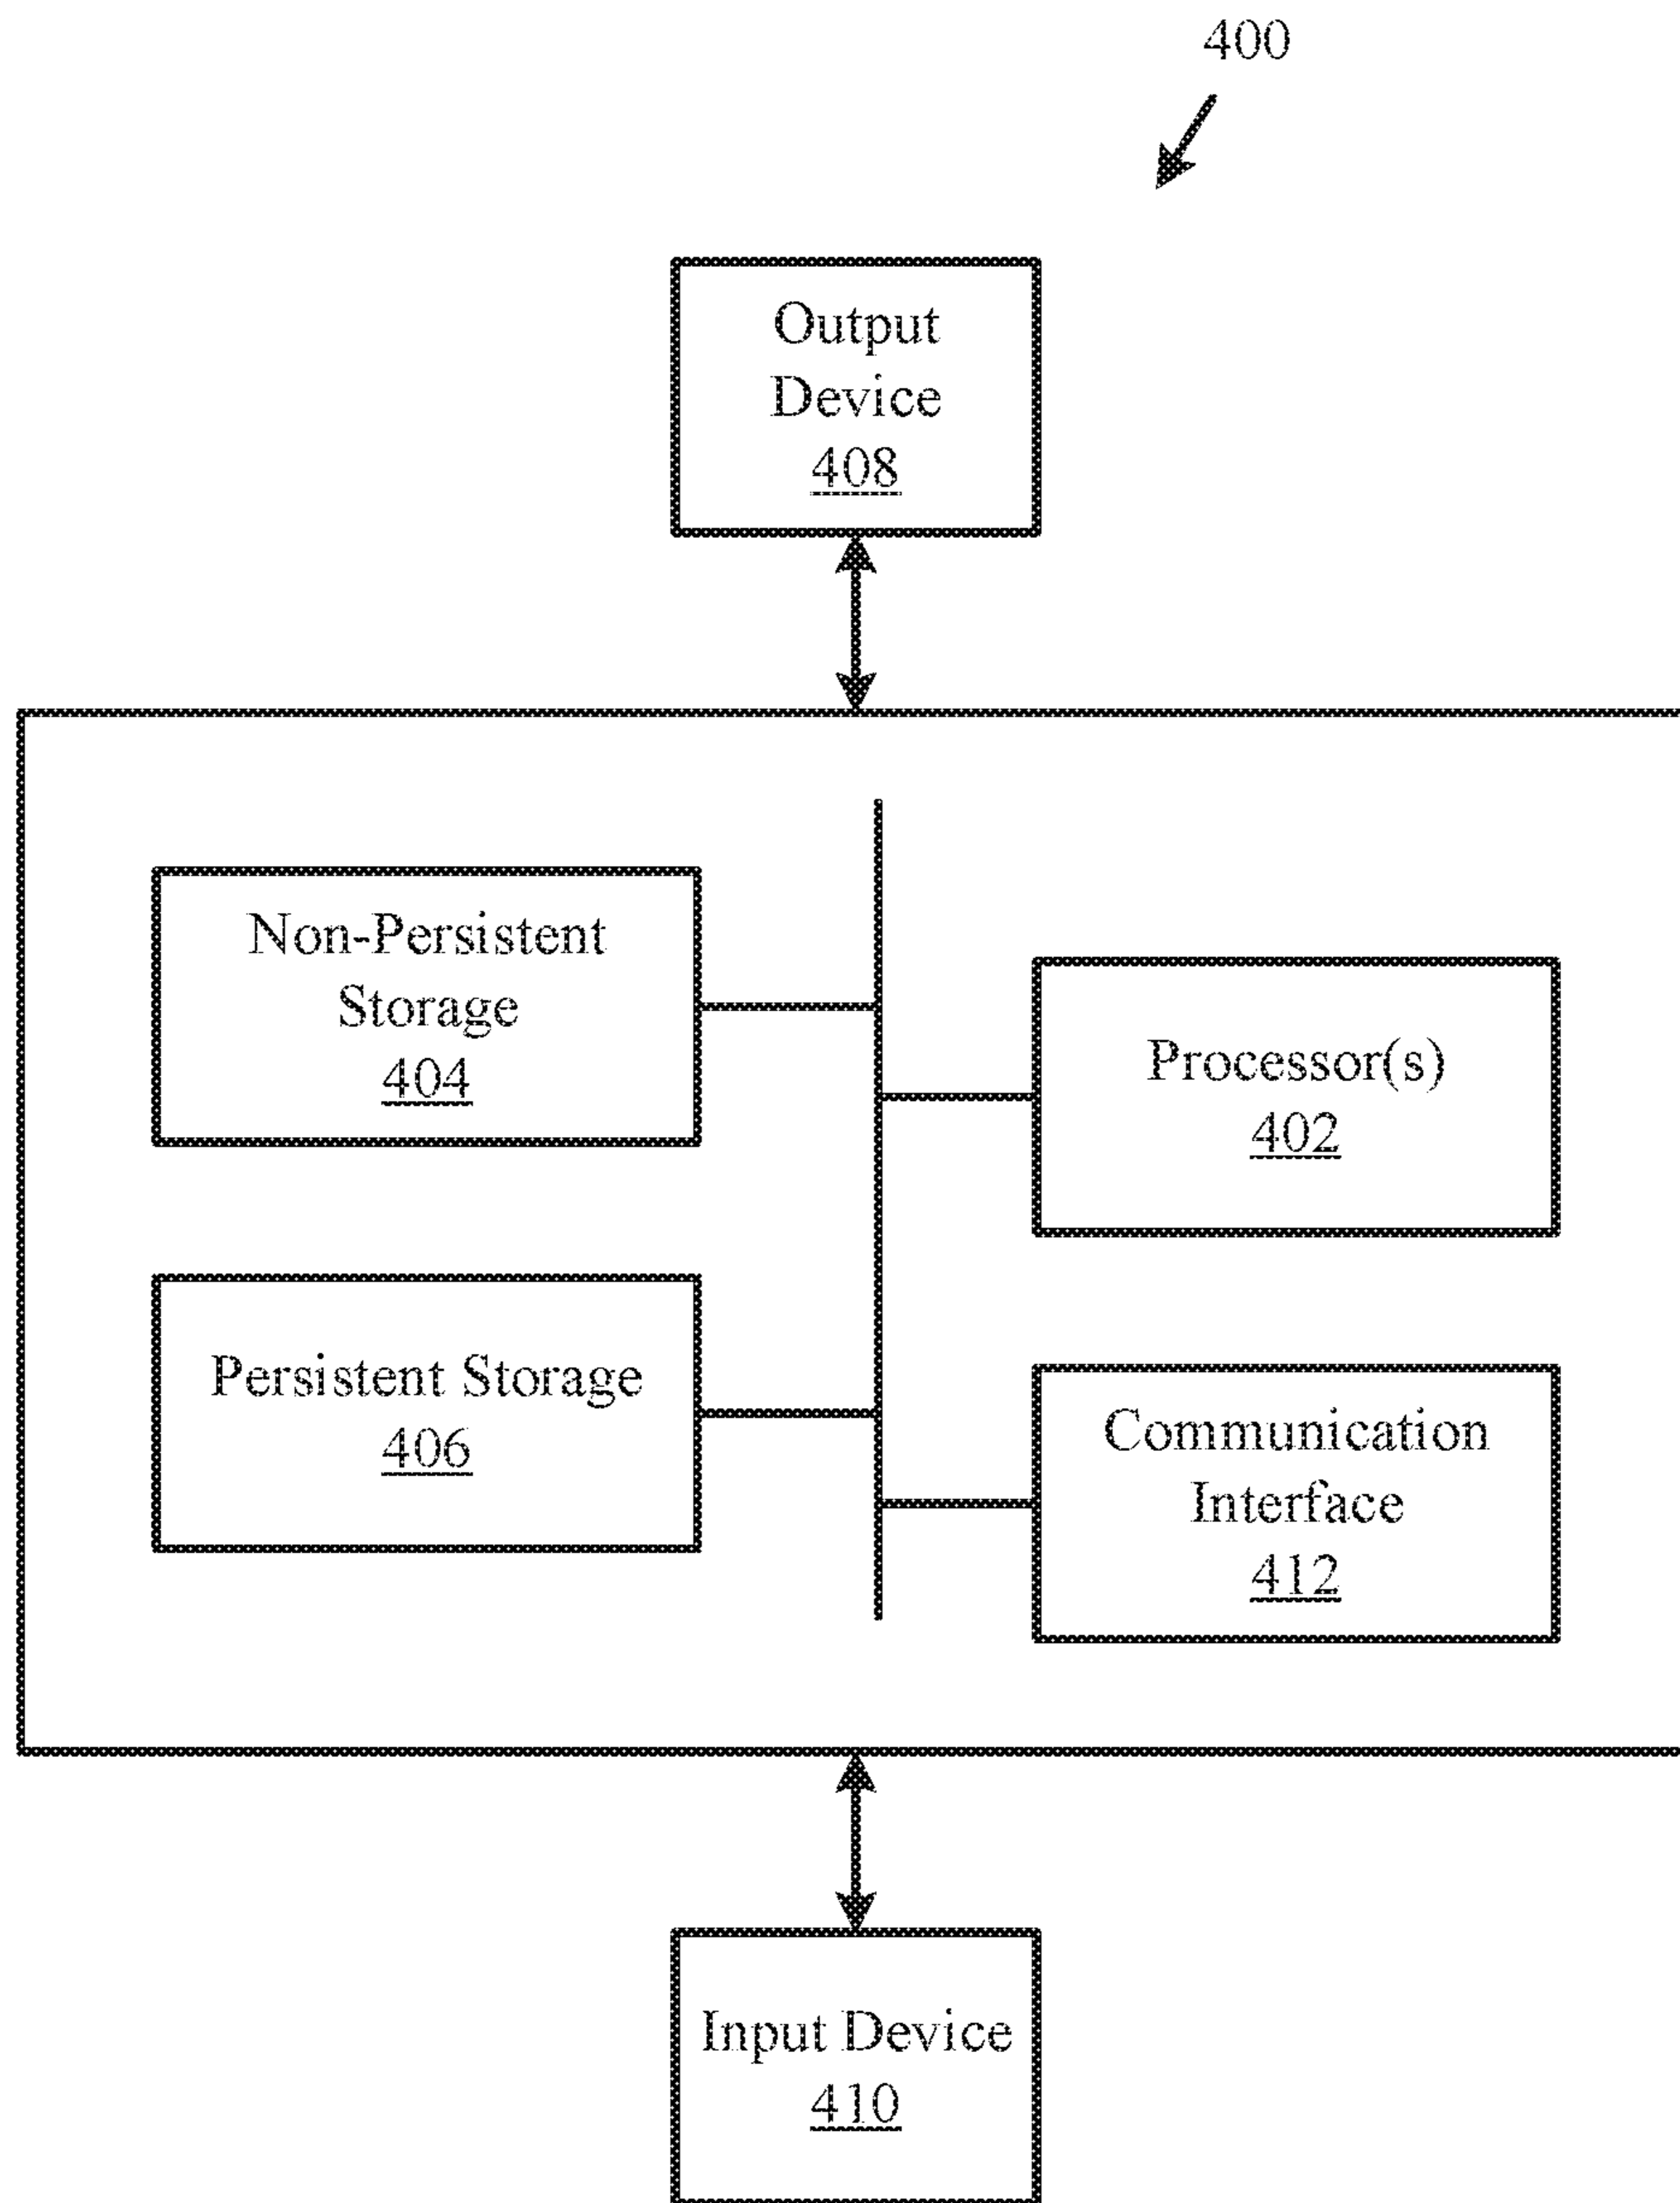 400
Output
Device
408
Non-Persistent
Storage
404
Processor(s)
402
Persistent Storage
406
Communication
Interface
412
Input Device
410